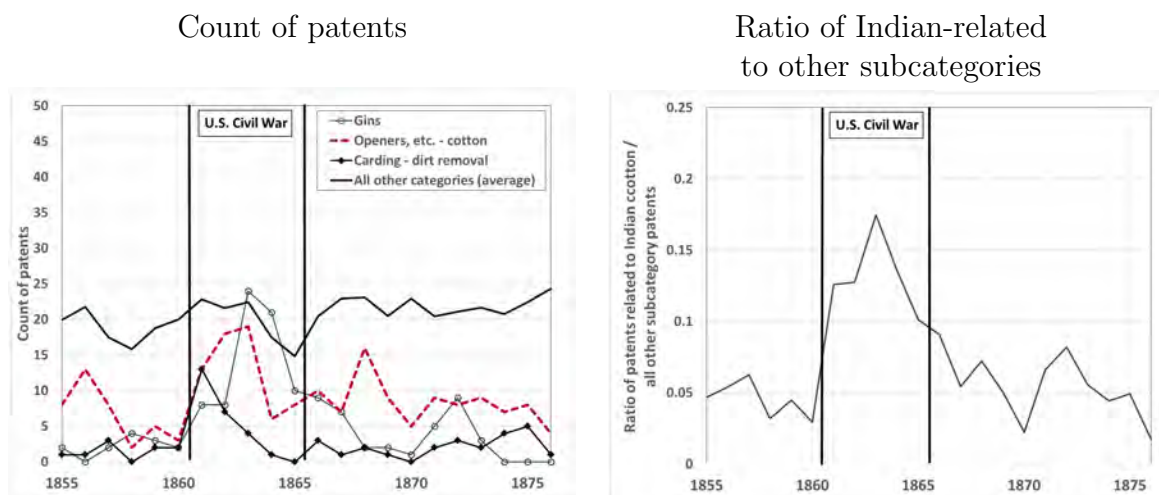 Count of patents
50
45
40
35
30
25
20
15
10
5
0
Count of patents
U.S. Civil War
Gins
Openers, etc. - cotton
Carding - dirt removal
All other categories (average)
1855
1860
1865
1870
1875
Ratio of Indian-related
to other subcategories
0.25
0.2
0.15
0.1
0.05
0
Ratio of patents related to Indian ccotton /
all other subcategory patents
U.S. Civil War
1855
1860
1865
1870
1875